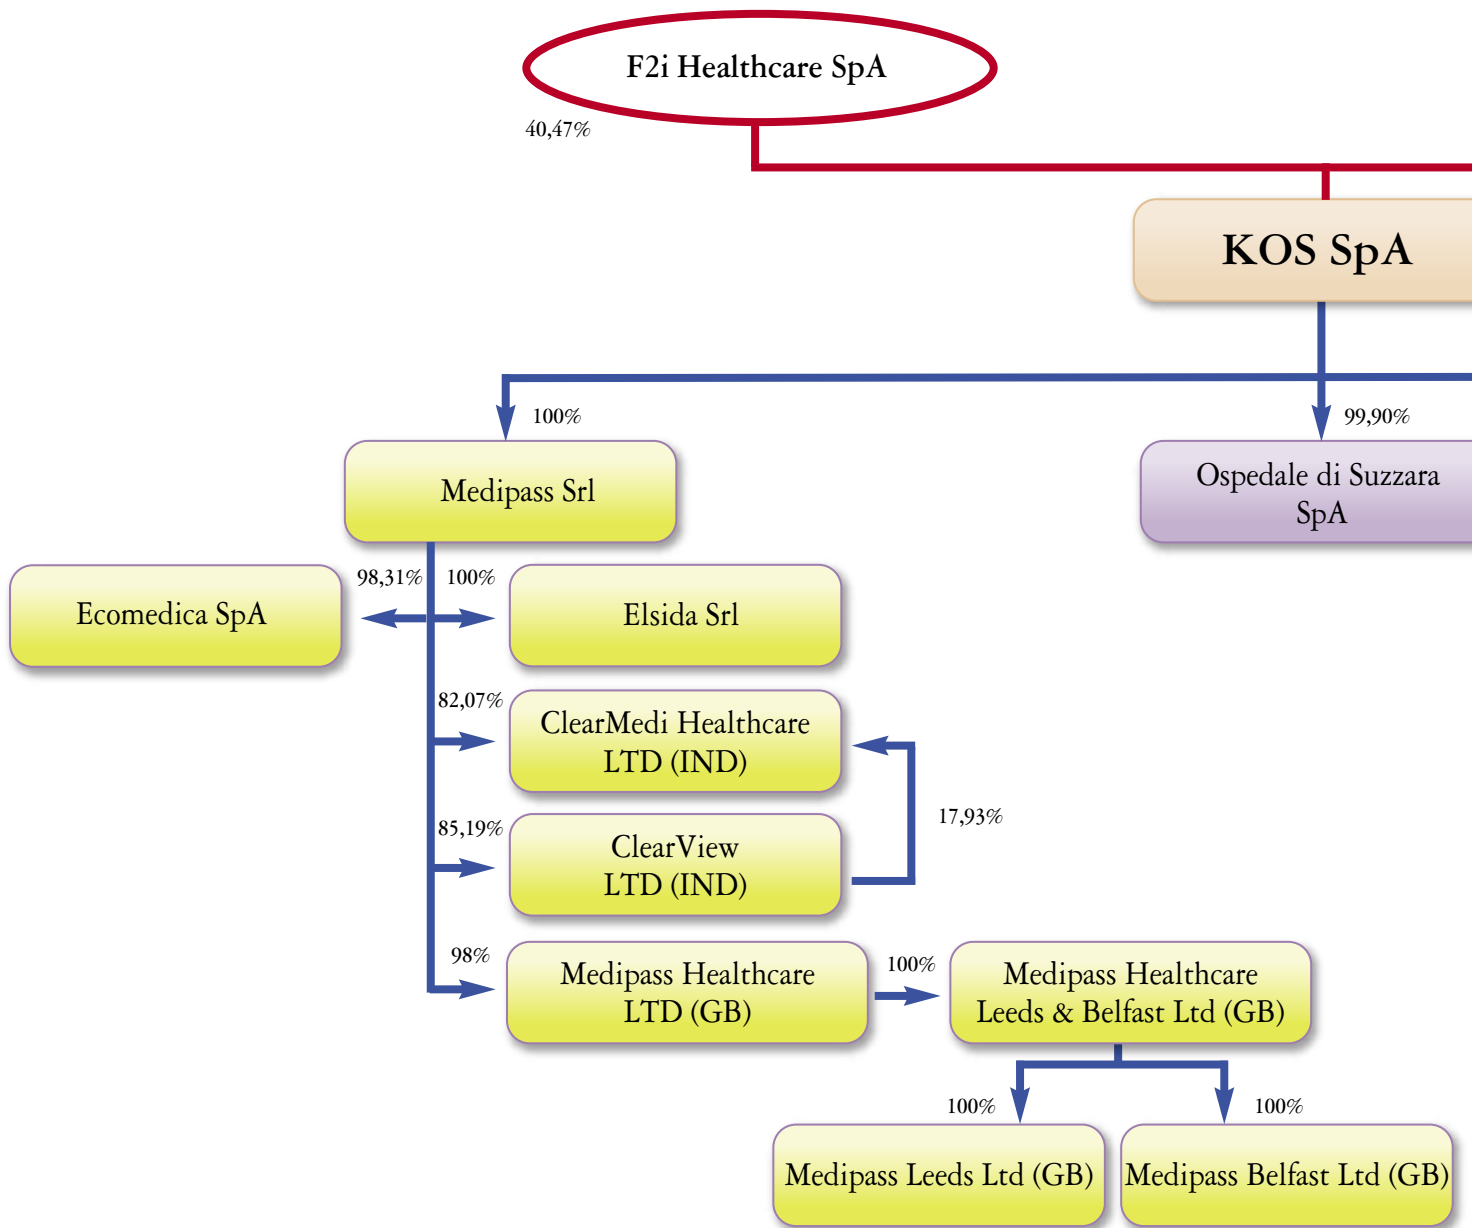 F2i Healthcare SpA
40,47%
KOS SpA
100%
99,90%
Medipass Srl
Ospedale di Suzzara
SpA
98,31%
100%
Ecomedica SpA
Elsida Srl
82,07%
ClearMedi Healthcare
LTD (IND)
17,93%
85,19%
ClearView
LTD (IND)
98%
Medipass Healthcare
LTD (GB)
100%
Medipass Healthcare
Leeds & Belfast Ltd (GB)
100%
100%
Medipass Leeds Ltd (GB)
Medipass Belfast Ltd (GB)